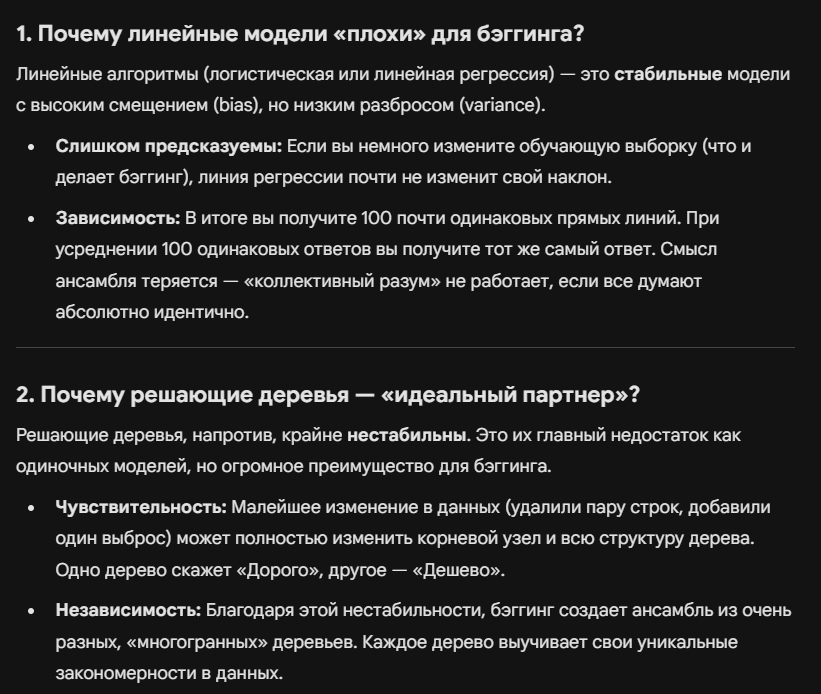 1. Почему линейные модели «плохи» для бэггинга?
Линейные алгоритмы (логистическая или линейная регрессия) — это стабильные модели
с высоким смещением (bias), но низким разбросом (variance).
• Слишком предсказуемы: Если вы немного измените обучающую выборку (что и
делает бэггинг), линия регрессии почти не изменит свой наклон.
• Зависимость: В итоге вы получите 100 почти одинаковых прямых линий. При
усреднении 100 одинаковых ответов вы получите тот же самый ответ. Смысл
ансамбля теряется — «коллективный разум» не работает, если все думают
абсолютно идентично.
2. Почему решающие деревья — «идеальный партнер»?
Решающие деревья, напротив, крайне нестабильны. Это их главный недостаток как
одиночных моделей, но огромное преимущество для бэггинга.
• Чувствительность: Малейшее изменение в данных (удалили пару строк, добавили
один выброс) может полностью изменить корневой узел и всю структуру дерева.
Одно дерево скажет «Дорого», другое — «Дешево».
• Независимость: Благодаря этой нестабильности, бэггинг создает ансамбль из очень
разных, «многогранных» деревьев. Каждое дерево выучивает свои уникальные
закономерности в данных.